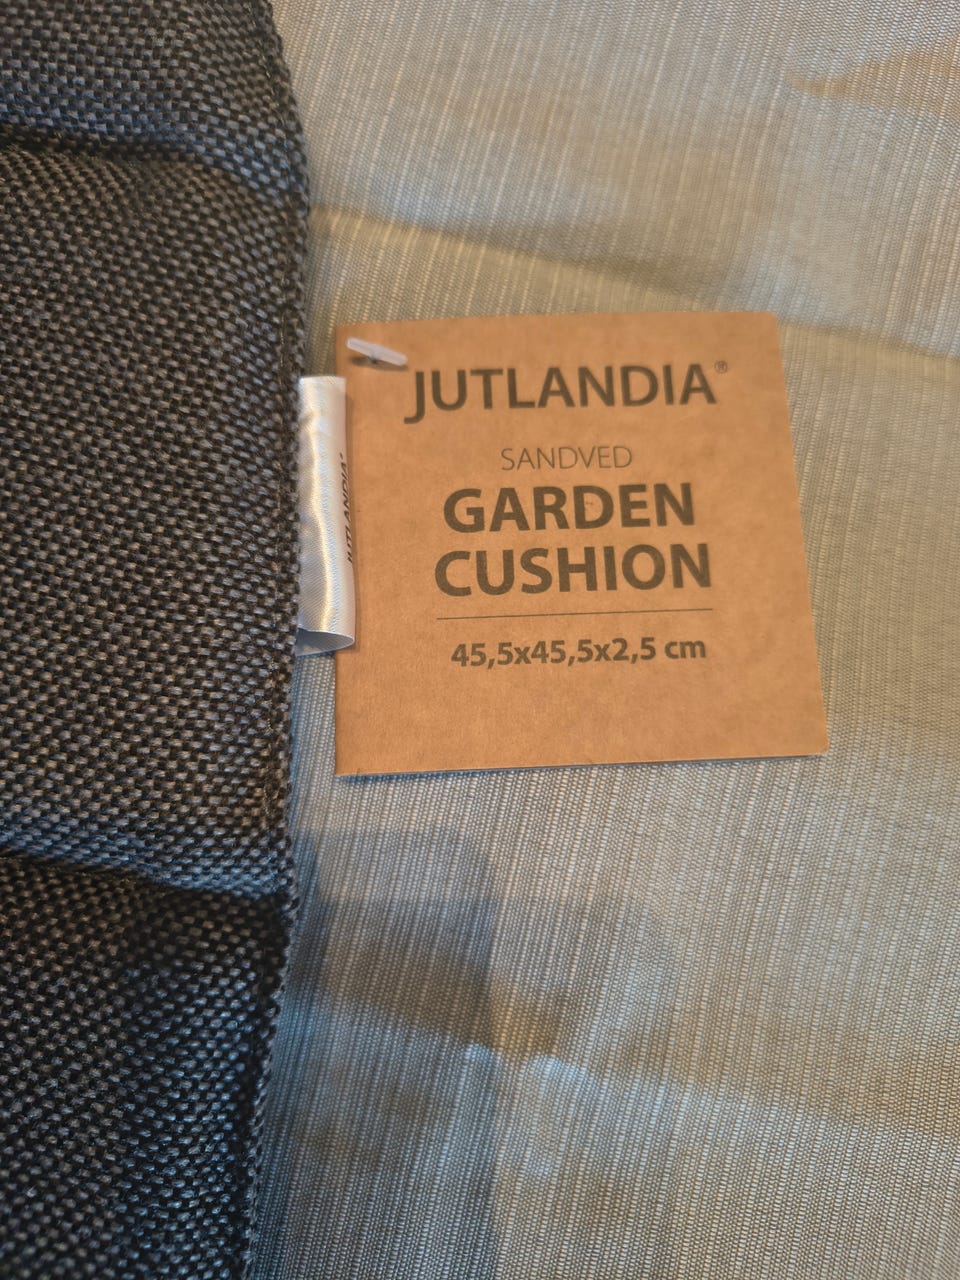 JUTLANDIA®
SANDVED
GARDEN
CUSHION
45,5x45,5x2,5 cm
JUTLANDIA®